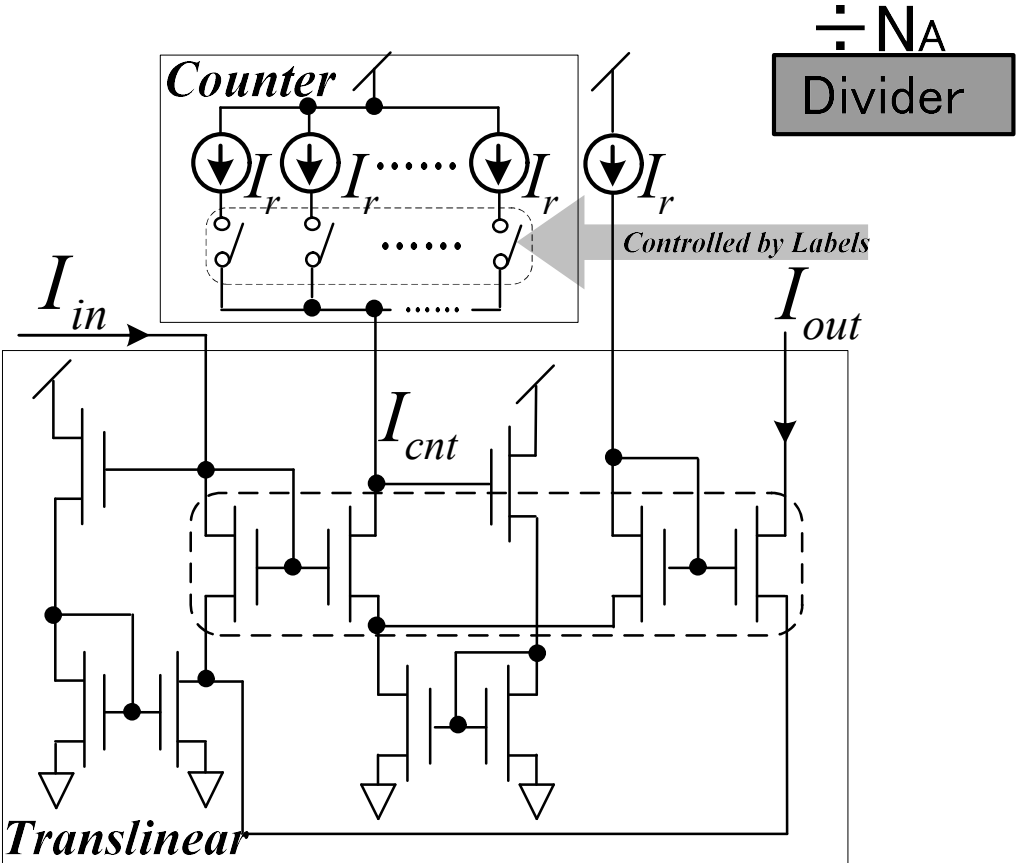 ÷NA
Divider
Counter
Ir Ir ...... Ir Ir
......
Controlled by Labels
......
Iin
Iout
Icnt
Translinear